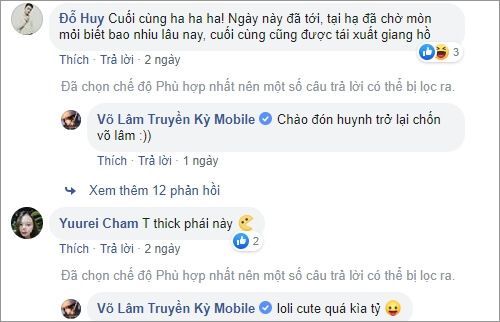 Đỗ Huy Cuối cùng ha ha ha! Ngày này đã tới, tại hạ đã chờ mòn
mỏi biết bao nhiu lâu nay, cuối cùng cũng được tái xuất giang hồ
3
Thích · Trả lời · 2 ngày
Đã chọn chế độ Phù hợp nhất nên một số câu trả lời có thể bị lọc ra.
Võ Lâm Truyền Kỳ Mobile Chào đón huynh trở lại chốn
võ lâm :))
Thích · Trả lời · 1 ngày
Xem thêm 12 phản hồi
Yuurei Cham T thick phái này
2
Thích · Trả lời · 2 ngày
Đã chọn chế độ Phù hợp nhất nên một số câu trả lời có thể bị lọc ra.
Võ Lâm Truyền Kỳ Mobile loli cute quá kìa tỷ